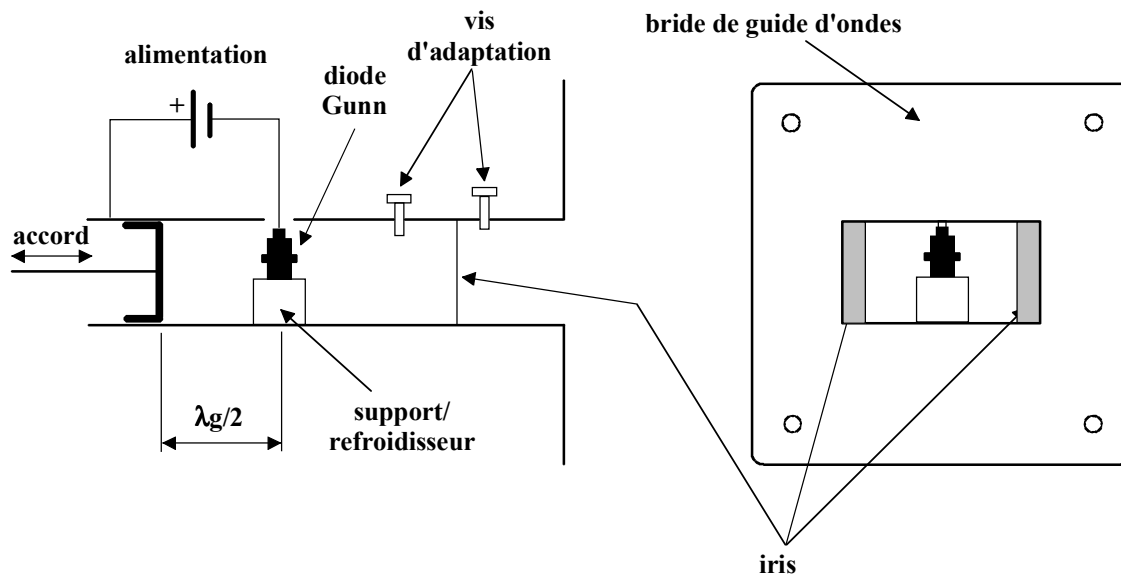 alimentation
+
diode
Gunn
vis
d'adaptation
bride de guide d'ondes
accord
λg/2
support/
refroidisseur
iris